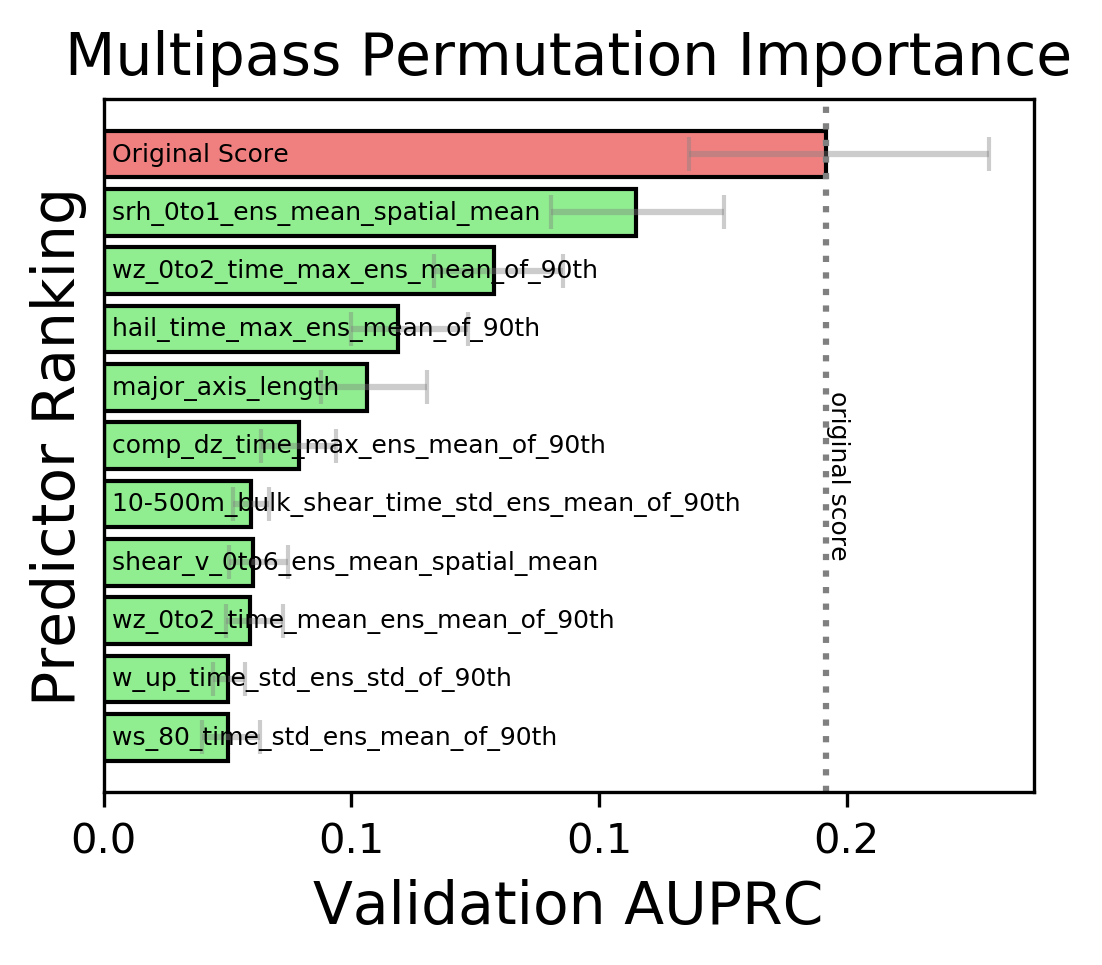 Multipass Permutation Importance
Predictor Ranking
Original Score
srh_0to1_ens_mean_spatial_mean
wz_0to2_time_max_ens_mean_of_90th
hail_time_max_ens_mean_of_90th
major_axis_length
comp_dz_time_max_ens_mean_of_90th
10-500m_bulk_shear_time_std_ens_mean_of_90th
shear_v_0to6_ens_mean_spatial_mean
wz_0to2_time_mean_ens_mean_of_90th
w_up_time_std_ens_std_of_90th
ws_80_time_std_ens_mean_of_90th
original score
0.0 0.1 0.1 0.2
Validation AUPRC